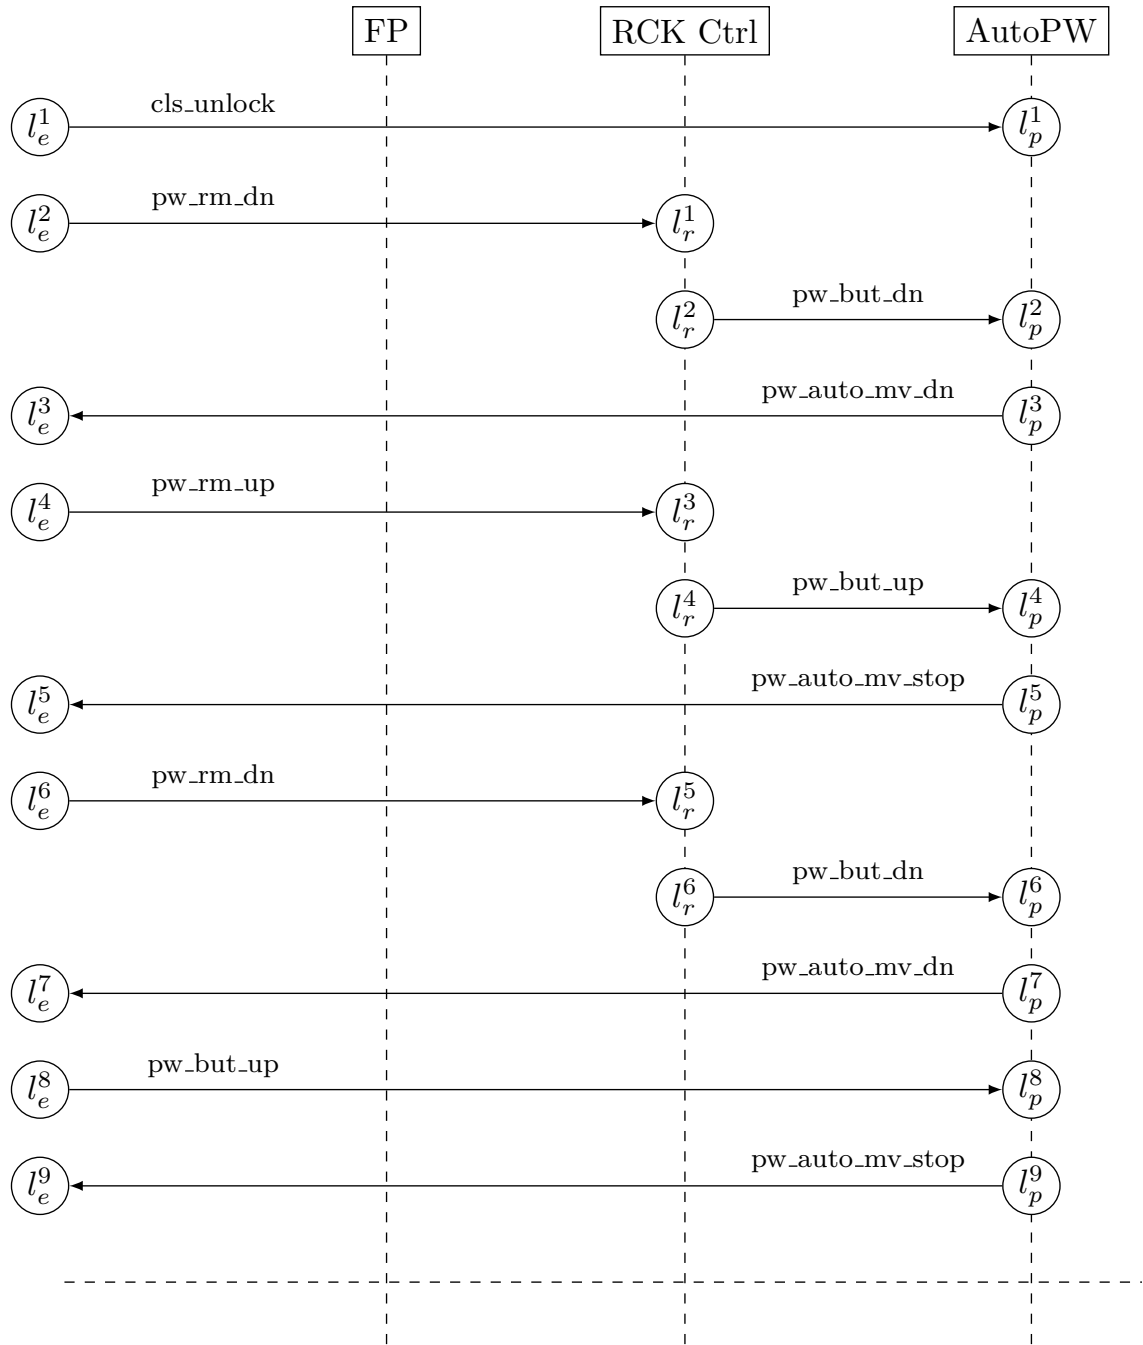 FP RCK Ctrl AutoPW
cls_unlock
l_e^1 l_p^1
pw_rm_dn
l_e^2 l_r^1
pw_but_dn
l_r^2 l_p^2
pw_auto_mv_dn
l_e^3 l_p^3
pw_rm_up
l_e^4 l_r^3
pw_but_up
l_r^4 l_p^4
pw_auto_mv_stop
l_e^5 l_p^5
pw_rm_dn
l_e^6 l_r^5
pw_but_dn
l_r^6 l_p^6
pw_auto_mv_dn
l_e^7 l_p^7
pw_but_up
l_e^8 l_p^8
pw_auto_mv_stop
l_e^9 l_p^9